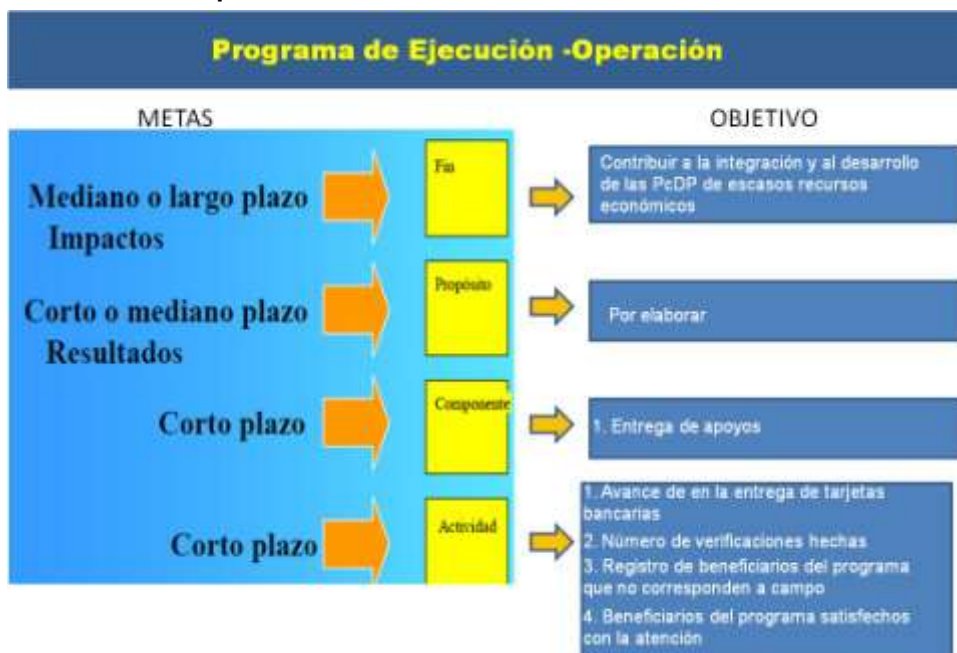 Programa de Ejecución -Operación
METAS
OBJETIVO
Mediano o largo plazo
Impactos
Fin
Contribuir a la integración y al desarrollo
de las PcDP de escasos recursos
económicos
Corto o mediano plazo
Resultados
Propósito
Por elaborar
Corto plazo
Componente
1. Entrega de apoyos
Corto plazo
Actividad
1. Avance de en la entrega de tarjetas
bancarias
2. Número de verificaciones hechas
3. Registro de beneficiarios del programa
que no corresponden a campo
4. Beneficiarios del programa satisfechos
con la atención